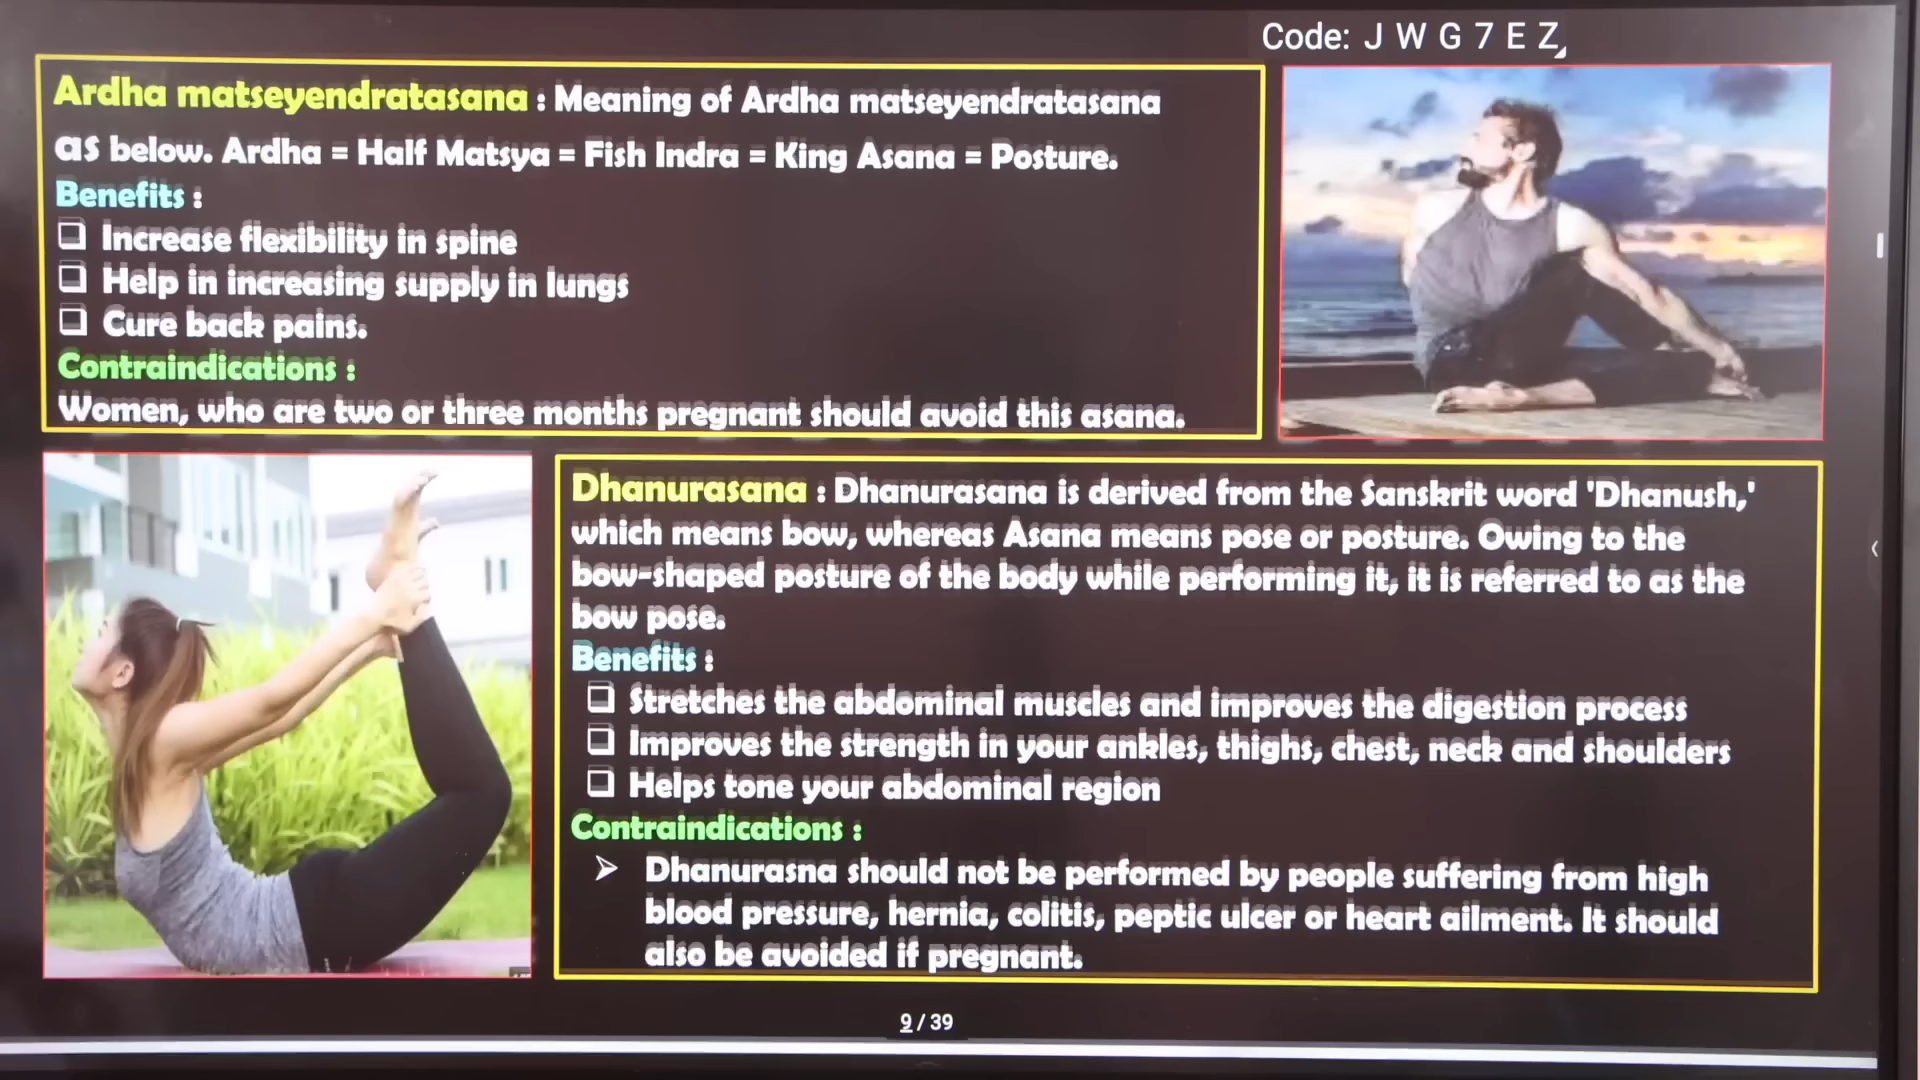 Code: J W G 7 E Z
Ardha matseyendratasana : Meaning of Ardha matseyendratasana
as below. Ardha = Half Matsya = Fish Indra = King Asana = Posture.
Benefits :
❑ Increase flexibility in spine
❑ Help in increasing supply in lungs
❑ Cure back pains.
Contraindications :
Women, who are two or three months pregnant should avoid this asana.
Dhanurasana : Dhanurasana is derived from the Sanskrit word 'Dhanush,'
which means bow, whereas Asana means pose or posture. Owing to the
bow-shaped posture of the body while performing it, it is referred to as the
bow pose.
Benefits :
❑ Stretches the abdominal muscles and improves the digestion process
❑ Improves the strength in your ankles, thighs, chest, neck and shoulders
❑ Helps tone your abdominal region
Contraindications :
➢ Dhanurasna should not be performed by people suffering from high
blood pressure, hernia, colitis, peptic ulcer or heart ailment. It should
also be avoided if pregnant.
9 / 39